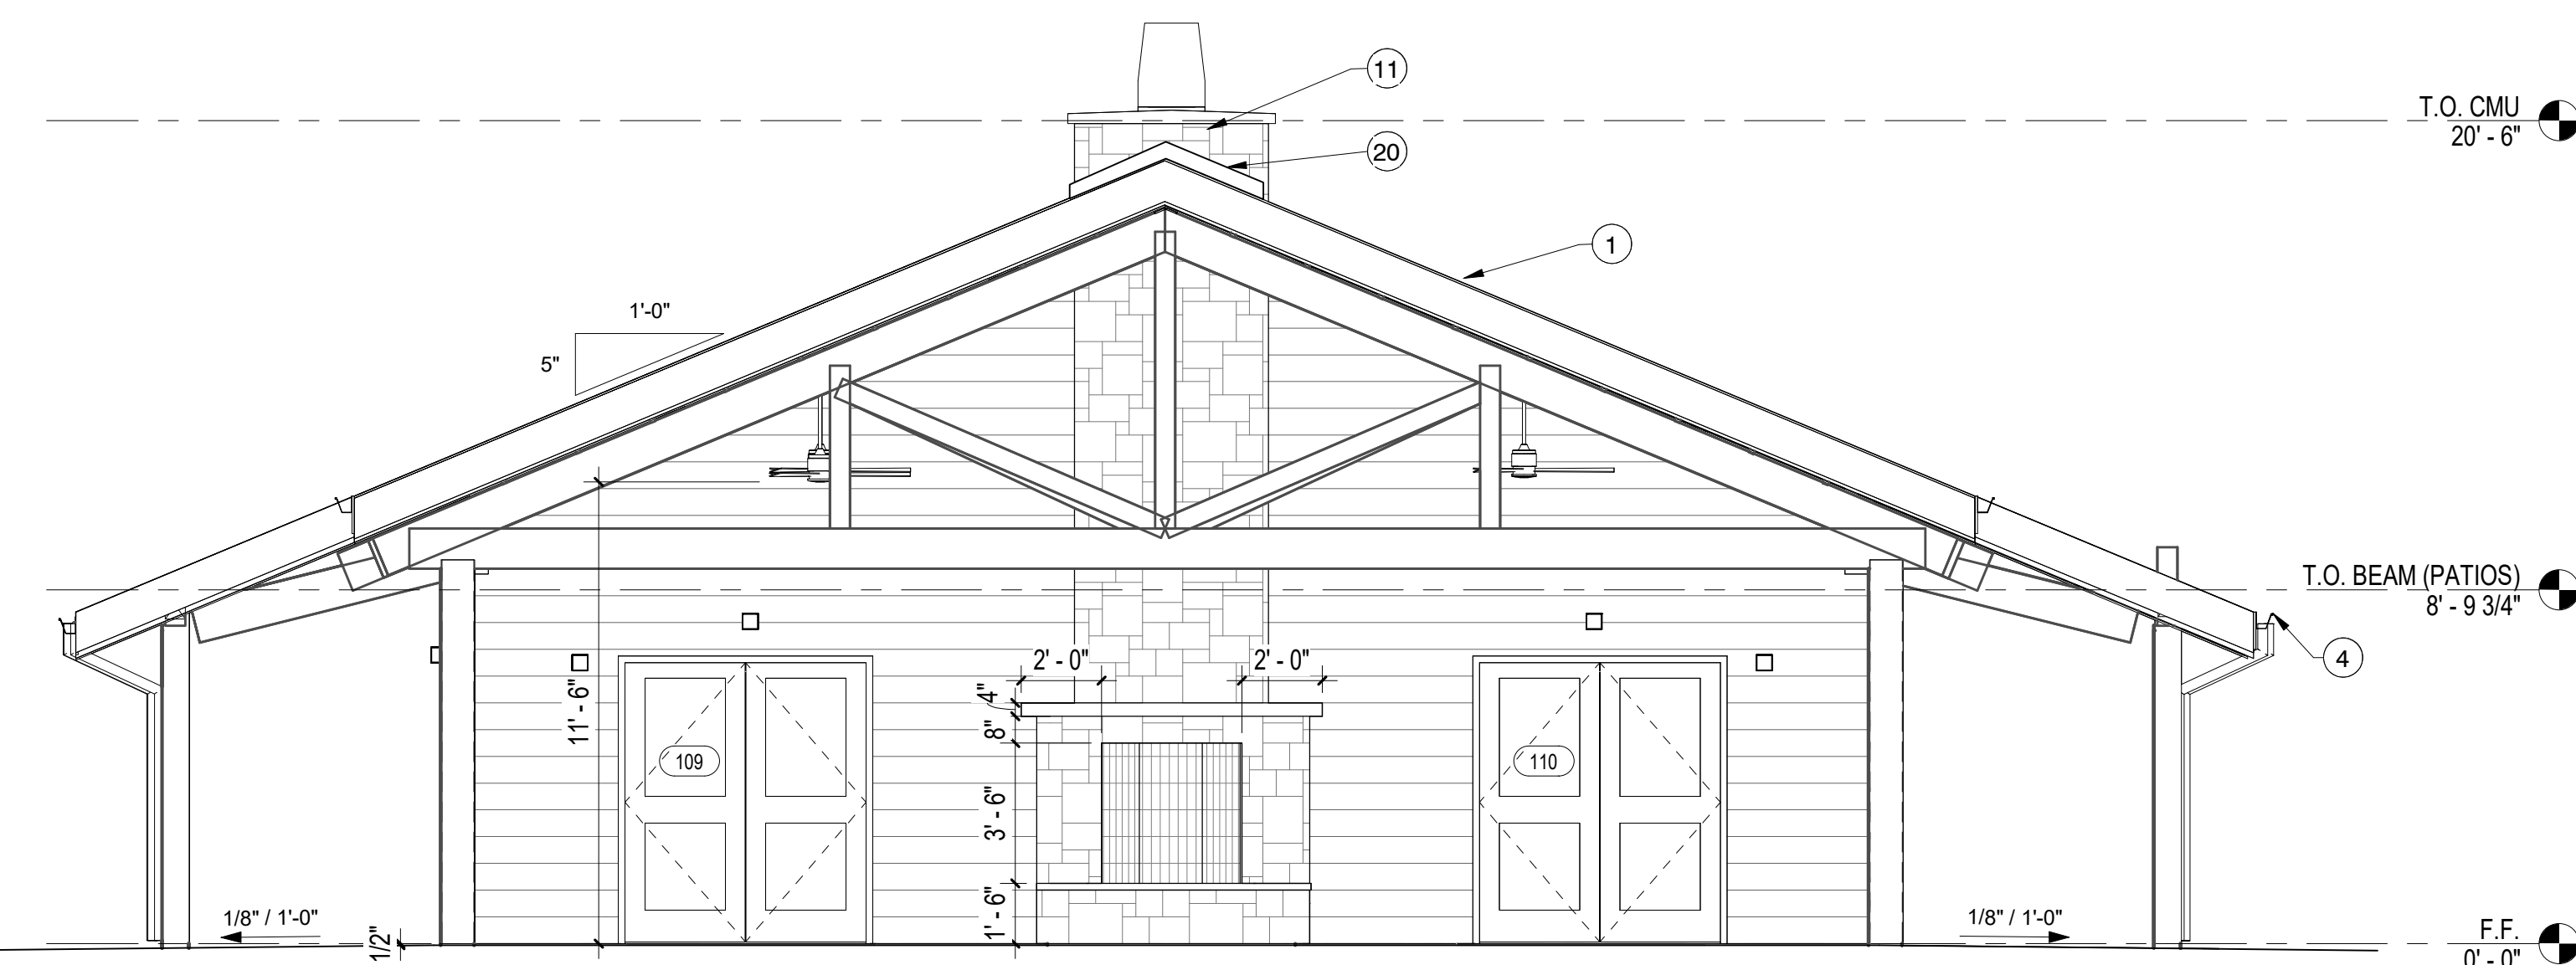 11
T.O. CMU
20' - 6"
20
1
1'-0"
5"
T.O. BEAM (PATIOS)
8' - 9 3/4"
4
2' - 0"
2' - 0"
4"
11' - 6"
8"
109
110
3' - 6"
1' - 6"
1/8" / 1'-0"
1/8" / 1'-0"
1/2"
F.F.
0' - 0"